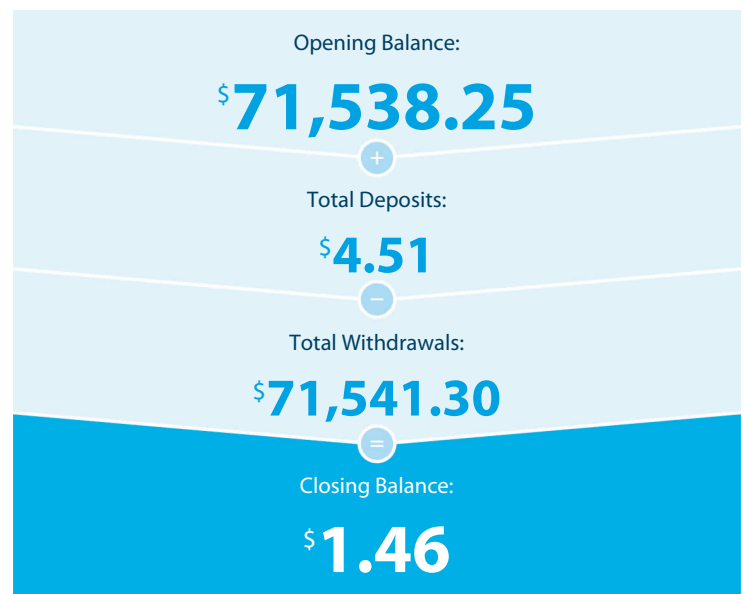 Opening Balance:
$71,538.25
+
Total Deposits:
$4.51
−
Total Withdrawals:
$71,541.30
=
Closing Balance:
$1.46